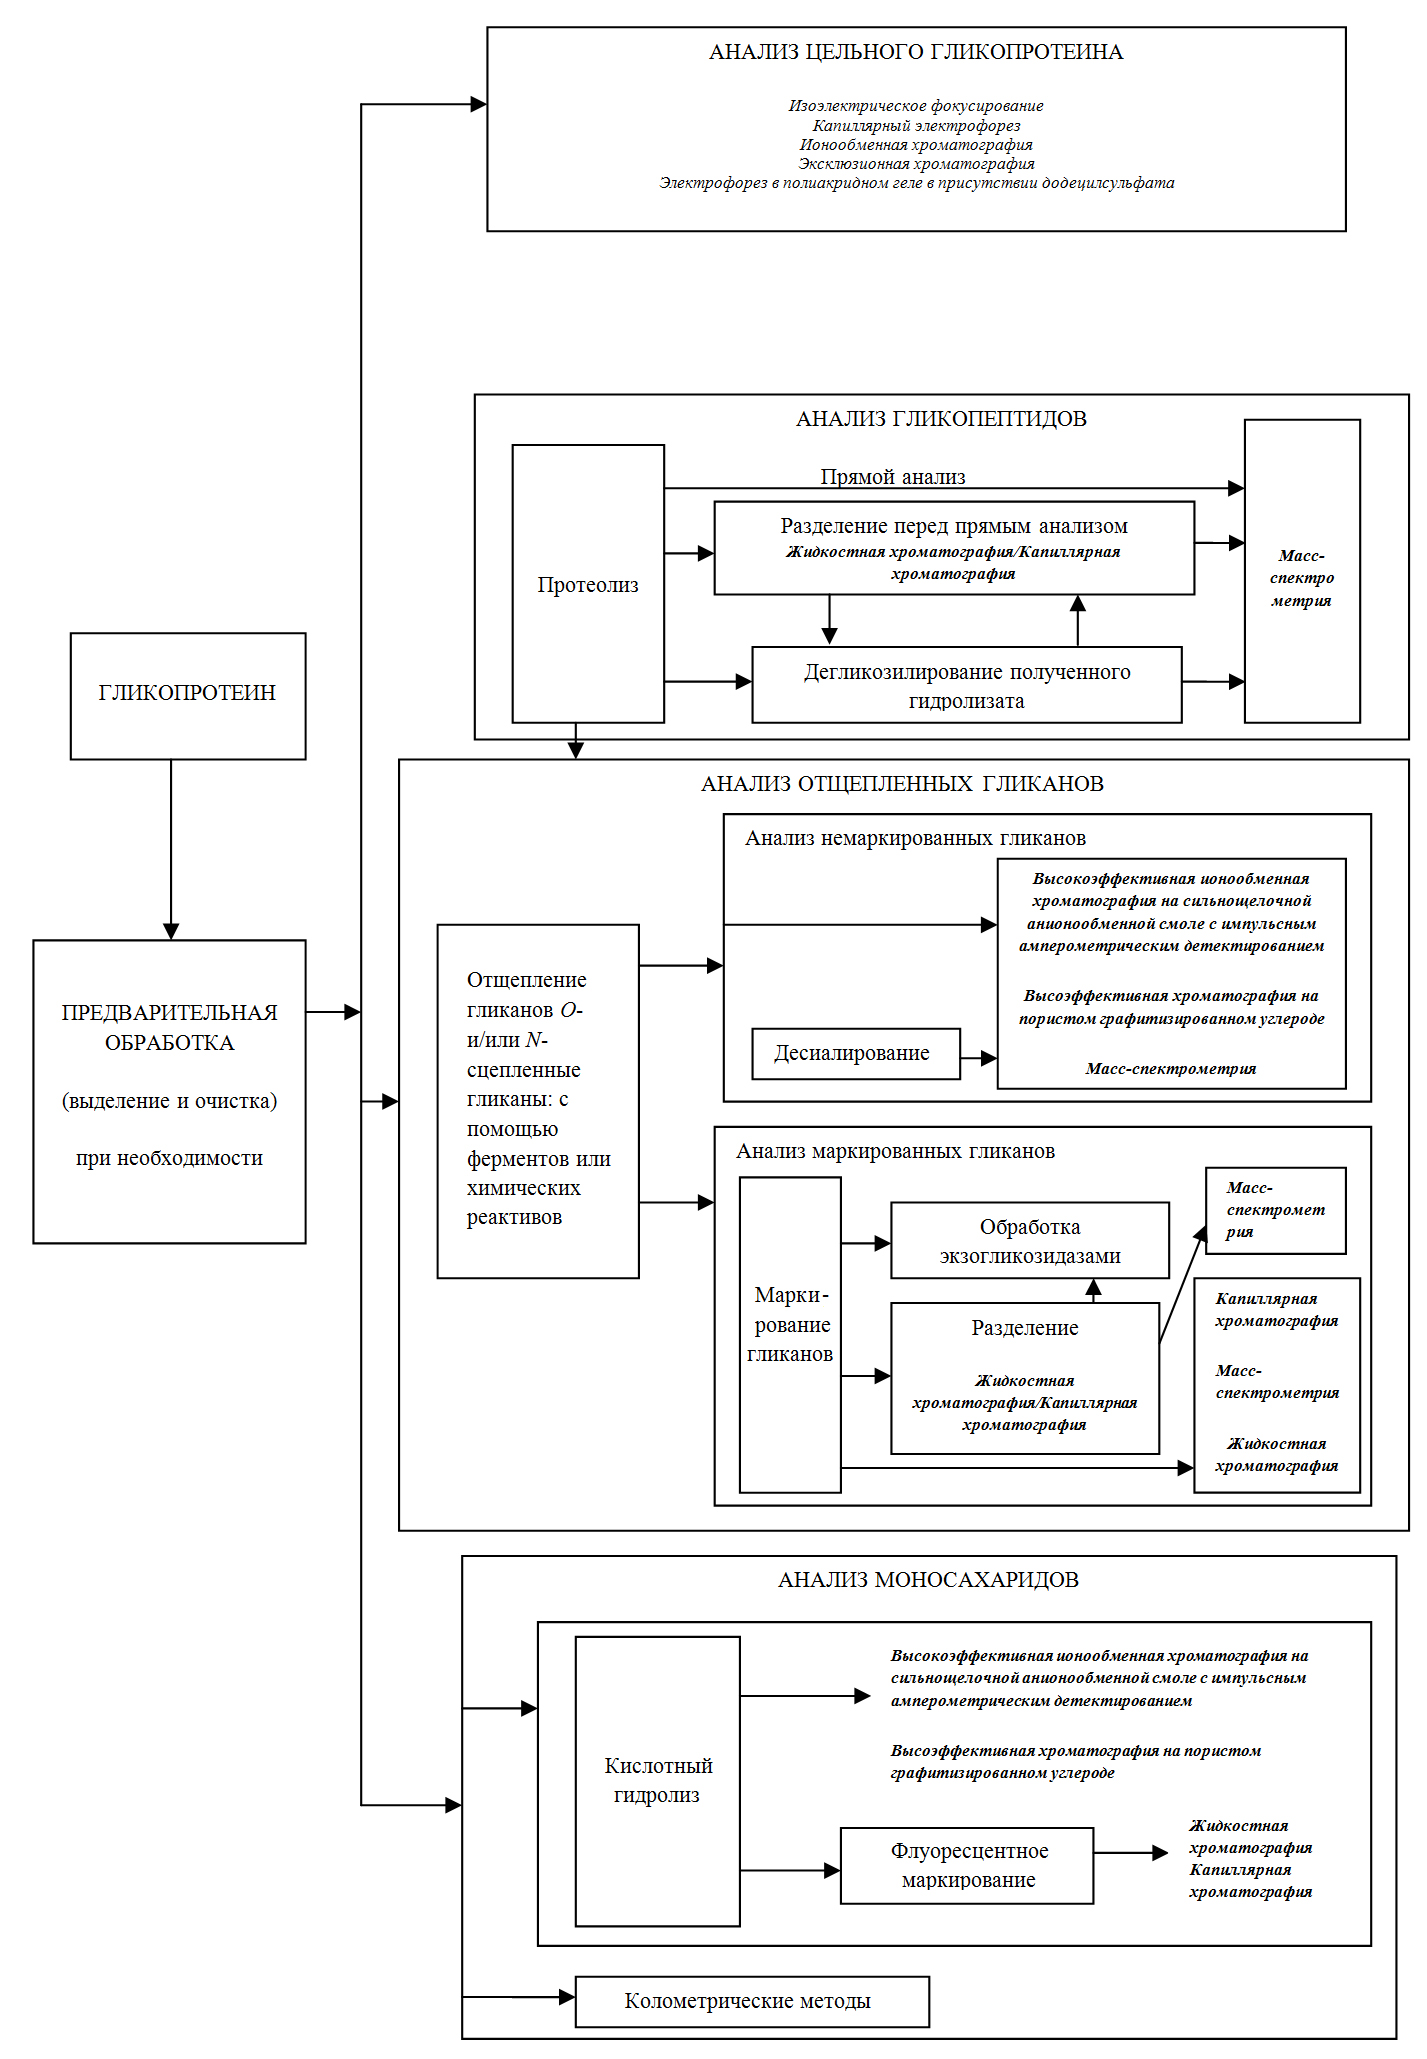 АНАЛИЗ ЦЕЛЬНОГО ГЛИКОПРОТЕИНА
Изоэлектрическое фокусирование
Капиллярный электрофорез
Ионообменная хроматография
Эксклюзионная хроматография
Электрофорез в полиакридном геле в присутствии додецилсульфата
АНАЛИЗ ГЛИКОПЕПТИДОВ
Протеолиз
Прямой анализ
Разделение перед прямым анализом
Жидкостная хроматография/Капиллярная
хроматография
Дегликозилирование полученного
гидролизата
Масс-
спектро
метрия
ГЛИКОПРОТЕИН
ПРЕДВАРИТЕЛЬНАЯ
ОБРАБОТКА
(выделение и очистка)
при необходимости
АНАЛИЗ ОТЩЕПЛЕННЫХ ГЛИКАНОВ
Отщепление
гликанов O-
и/или N-
сцепленные
гликаны: с
помощью
ферментов или
химических
реактивов
Анализ немаркированных гликанов
Высокоэффективная ионообменная
хроматография на сильнощелочной
анионообменной смоле с импульсным
амперометрическим детектированием
Высоэффективная хроматография на
пористом графитизированном углероде
Масс-спектрометрия
Десиалирование
Анализ маркированных гликанов
Марки-
рование
гликанов
Обработка
экзогликозидазами
Разделение
Жидкостная
хроматография/Капиллярная
хроматография
Масс-
спектромет
рия
Капиллярная
хроматография
Масс-
спектрометрия
Жидкостная
хроматография
АНАЛИЗ МОНОСАХАРИДОВ
Кислотный
гидролиз
Высокоэффективная ионообменная хроматография на
сильнощелочной анионообменной смоле с импульсным
амперометрическим детектированием
Высоэффективная хроматография на пористом
графитизированном углероде
Флуоресцентное
маркирование
Жидкостная
хроматография
Капиллярная
хроматография
Колометрические методы